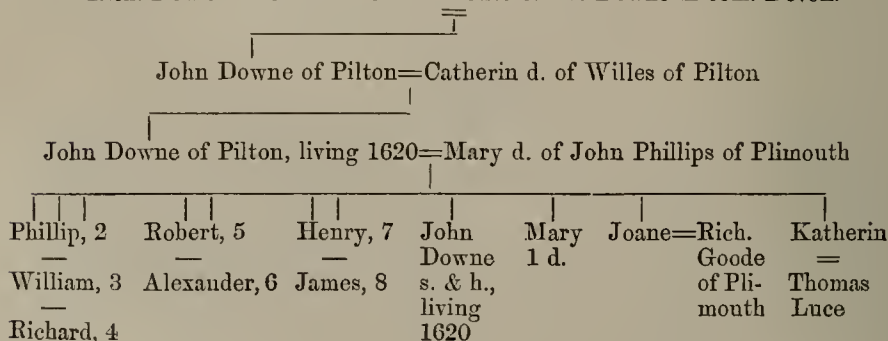 John Downe of Pilton=Catherin d. of Willes of Pilton
John Downe of Pilton, living 1620=Mary d. of John Phillips of Plimouth
Phillip, 2 Robert, 5 Henry, 7 John Mary Joane=Rich. Katherin
— — — Downe 1 d. Goode =
William, 3 Alexander, 6 James, 8 s. & h., of Pli- Thomas
— living mouth Luce
Richard, 4 1620